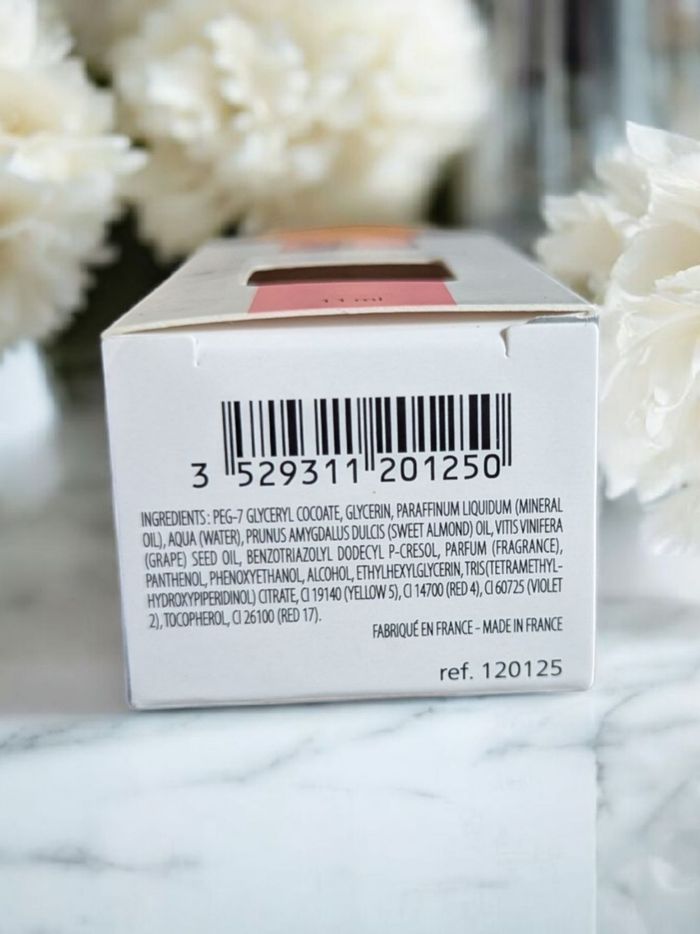 11 ml
3 529311 201250
INGREDIENTS: PEG-7 GLYCERYL COCOATE, GLYCERIN, PARAFFINUM LIQUIDUM (MINERAL
OIL), AQUA (WATER), PRUNUS AMYGDALUS DULCIS (SWEET ALMOND) OIL, VITIS VINIFERA
(GRAPE) SEED OIL, BENZOTRIAZOLYL DODECYL P-CRESOL, PARFUM (FRAGRANCE),
PANTHENOL, PHENOXYETHANOL, ALCOHOL, ETHYLHEXYLGLYCERIN, TRIS(TETRAMETHYL-
HYDROXYPIPERIDINOL) CITRATE, CI 19140 (YELLOW 5), CI 14700 (RED 4), CI 60725 (VIOLET
2), TOCOPHEROL, CI 26100 (RED 17).
FABRIQUÉ EN FRANCE - MADE IN FRANCE
ref. 120125